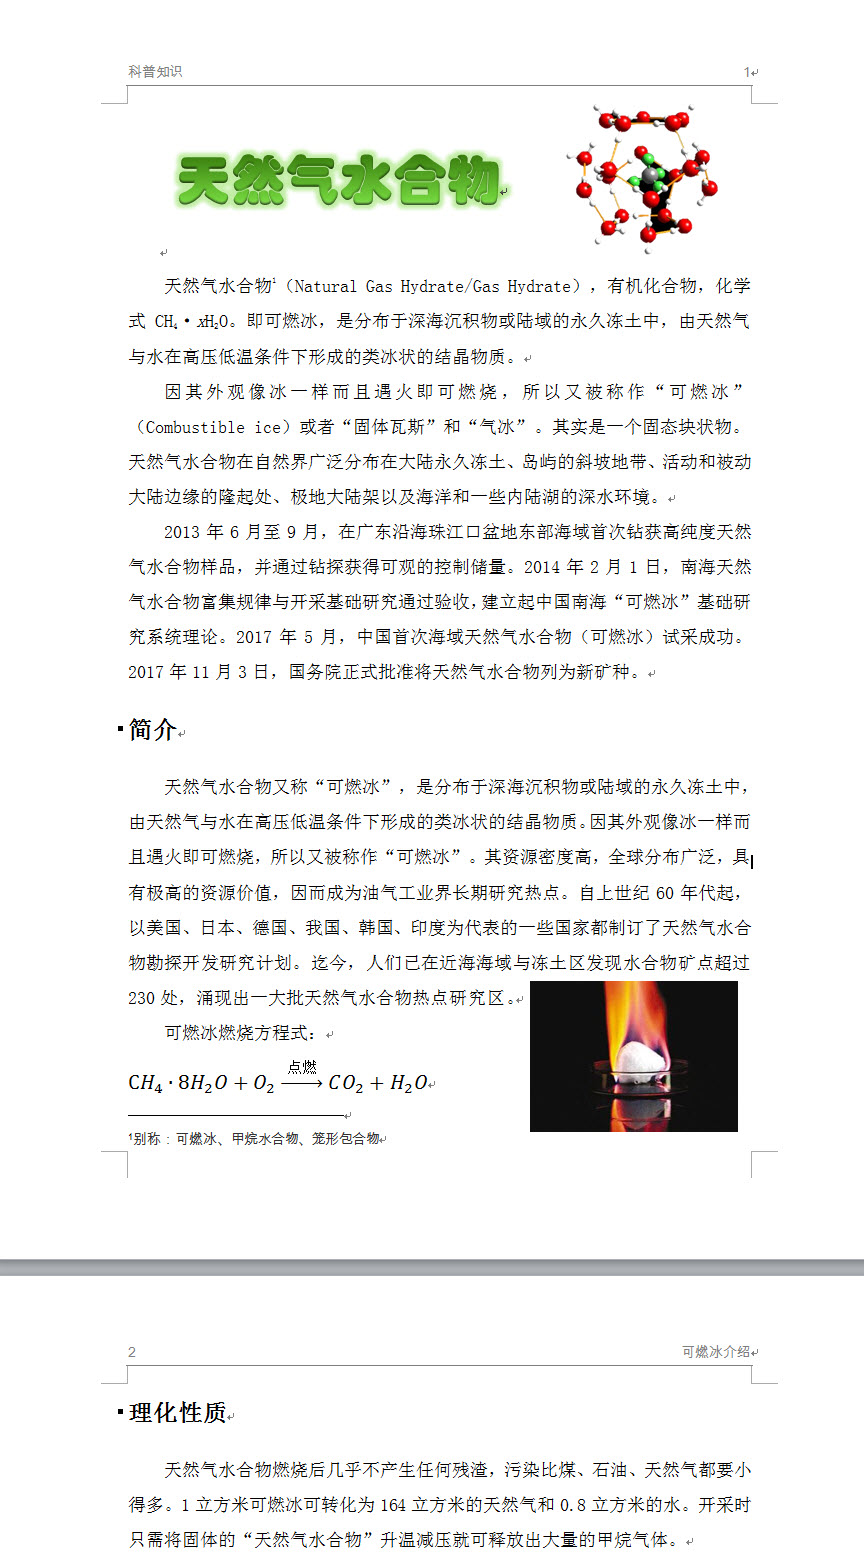 科普知识 1
天然气水合物
天然气水合物¹（Natural Gas Hydrate/Gas Hydrate），有机化合物，化学
式 CH₄·xH₂O。即可燃冰，是分布于深海沉积物或陆域的永久冻土中，由天然气
与水在高压低温条件下形成的类冰状的结晶物质。
因其外观像冰一样而且遇火即可燃烧，所以又被称作“可燃冰”
（Combustible ice）或者“固体瓦斯”和“气冰”。其实是一个固态块状物。
天然气水合物在自然界广泛分布在大陆永久冻土、岛屿的斜坡地带、活动和被动
大陆边缘的隆起处、极地大陆架以及海洋和一些内陆湖的深水环境。
2013 年 6 月至 9 月，在广东沿海珠江口盆地东部海域首次钻获高纯度天然
气水合物样品，并通过钻探获得可观的控制储量。2014 年 2 月 1 日，南海天然
气水合物富集规律与开采基础研究通过验收，建立起中国南海“可燃冰”基础研
究系统理论。2017 年 5 月，中国首次海域天然气水合物（可燃冰）试采成功。
2017 年 11 月 3 日，国务院正式批准将天然气水合物列为新矿种。
简介
天然气水合物又称“可燃冰”，是分布于深海沉积物或陆域的永久冻土中，
由天然气与水在高压低温条件下形成的类冰状的结晶物质。因其外观像冰一样而
且遇火即可燃烧，所以又被称作“可燃冰”。其资源密度高，全球分布广泛，具
有极高的资源价值，因而成为油气工业界长期研究热点。自上世纪 60 年代起，
以美国、日本、德国、我国、韩国、印度为代表的一些国家都制订了天然气水合
物勘探开发研究计划。迄今，人们已在近海海域与冻土区发现水合物矿点超过
230 处，涌现出一大批天然气水合物热点研究区。
可燃冰燃烧方程式：
点燃
CH₄·8H₂O + O₂ ⟶ CO₂ + H₂O
¹别称：可燃冰、甲烷水合物、笼形包合物
2 可燃冰介绍
理化性质
天然气水合物燃烧后几乎不产生任何残渣，污染比煤、石油、天然气都要小
得多。1 立方米可燃冰可转化为 164 立方米的天然气和 0.8 立方米的水。开采时
只需将固体的“天然气水合物”升温减压就可释放出大量的甲烷气体。